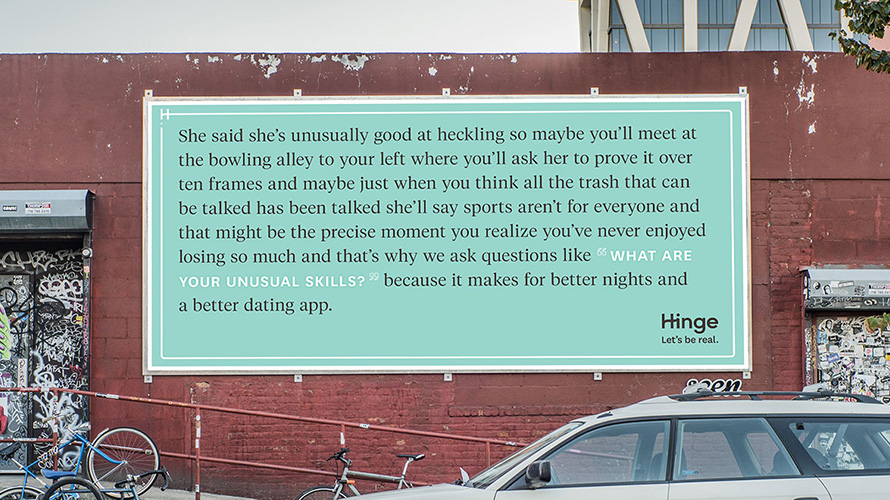 H
She said she's unusually good at heckling so maybe you'll meet at
the bowling alley to your left where you'll ask her to prove it over
ten frames and maybe just when you think all the trash that can
be talked has been talked she'll say sports aren't for everyone and
that might be the precise moment you realize you've never enjoyed
losing so much and that's why we ask questions like “WHAT ARE
YOUR UNUSUAL SKILLS?” because it makes for better nights and
a better dating app.
Hinge
Let's be real.